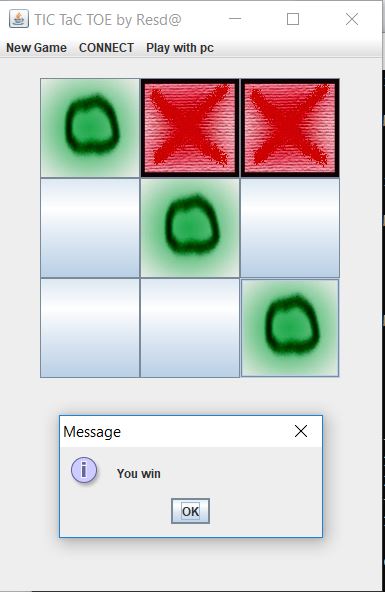 TIC TaC TOE by Resd@
New Game CONNECT Play with pc
Message
You win
OK